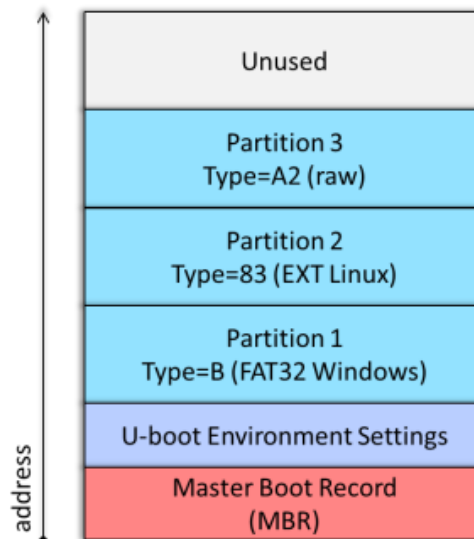 Unused
Partition 3
Type=A2 (raw)
Partition 2
Type=83 (EXT Linux)
Partition 1
Type=B (FAT32 Windows)
U-boot Environment Settings
Master Boot Record
(MBR)
address